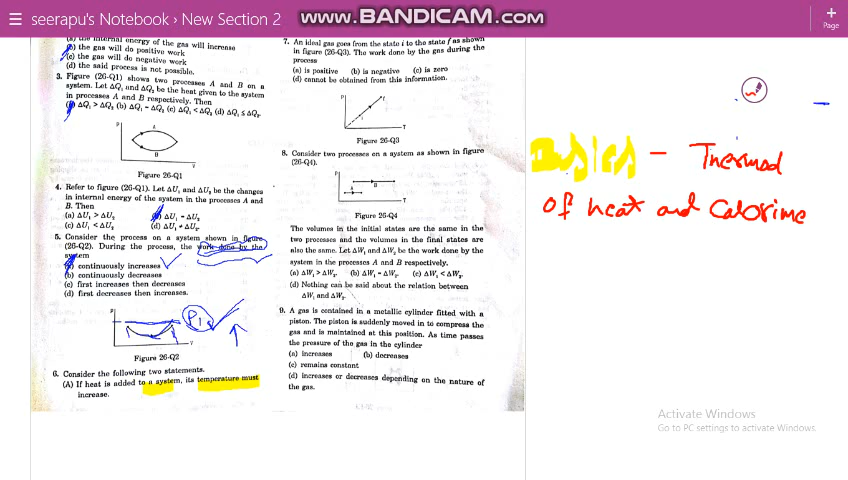 seerapu's Notebook › New Section 2
www.BANDICAM.com
Page
(a) the internal energy of the gas will increase
(b) the gas will do positive work
(c) the gas will do negative work
(d) the said process is not possible.
3. Figure (26-Q1) shows two processes A and B on a
system. Let ΔQ₁ and ΔQ₂ be the heat given to the system
in processes A and B respectively. Then
(a) ΔQ₁ > ΔQ₂ (b) ΔQ₁ = ΔQ₂ (c) ΔQ₁ < ΔQ₂ (d) ΔQ₁ ≤ ΔQ₂.
P
A
B
V
Figure 26-Q1
4. Refer to figure (26-Q1). Let ΔU₁ and ΔU₂ be the changes
in internal energy of the system in the processes A and
B. Then
(a) ΔU₁ > ΔU₂ (b) ΔU₁ = ΔU₂
(c) ΔU₁ < ΔU₂ (d) ΔU₁ ≠ ΔU₂.
5. Consider the process on a system shown in figure
(26-Q2). During the process, the work done by the
system
(a) continuously increases
(b) continuously decreases
(c) first increases then decreases
(d) first decreases then increases.
P
P₁
V
Figure 26-Q2
6. Consider the following two statements.
(A) If heat is added to a system, its temperature must
increase.
7. An ideal gas goes from the state i to the state f as shown
in figure (26-Q3). The work done by the gas during the
process
(a) is positive (b) is negative (c) is zero
(d) cannot be obtained from this information.
P
f
i
T
Figure 26-Q3
8. Consider two processes on a system as shown in figure
(26-Q4).
P
B
A
T
Figure 26-Q4
The volumes in the initial states are the same in the
two processes and the volumes in the final states are
also the same. Let ΔW₁ and ΔW₂ be the work done by the
system in the processes A and B respectively.
(a) ΔW₁ > ΔW₂ (b) ΔW₁ = ΔW₂ (c) ΔW₁ < ΔW₂
(d) Nothing can be said about the relation between
ΔW₁ and ΔW₂.
9. A gas is contained in a metallic cylinder fitted with a
piston. The piston is suddenly moved in to compress the
gas and is maintained at this position. As time passes
the pressure of the gas in the cylinder
(a) increases (b) decreases
(c) remains constant
(d) increases or decreases depending on the nature of
the gas.
Basics - Thermod
of heat and Calorime
Activate Windows
Go to PC settings to activate Windows.